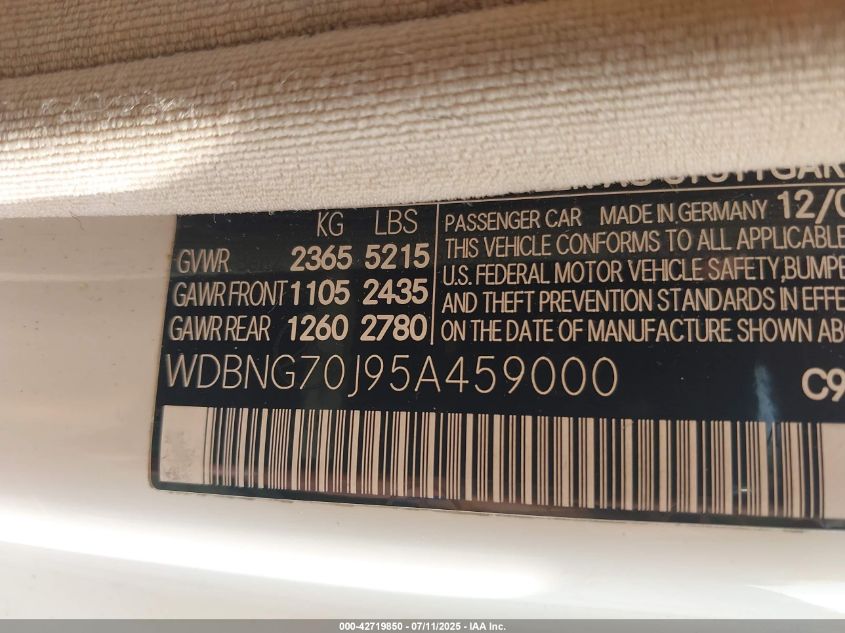 KG LBS
GVWR 2365 5215
GAWR FRONT 1105 2435
GAWR REAR 1260 2780
PASSENGER CAR MADE IN GERMANY 12/0
THIS VEHICLE CONFORMS TO ALL APPLICABLE
U.S. FEDERAL MOTOR VEHICLE SAFETY, BUMPE
AND THEFT PREVENTION STANDARDS IN EFFE
ON THE DATE OF MANUFACTURE SHOWN AB
WDBNG70J95A459000
C9
000-42719850 - 07/11/2025 - IAA Inc.